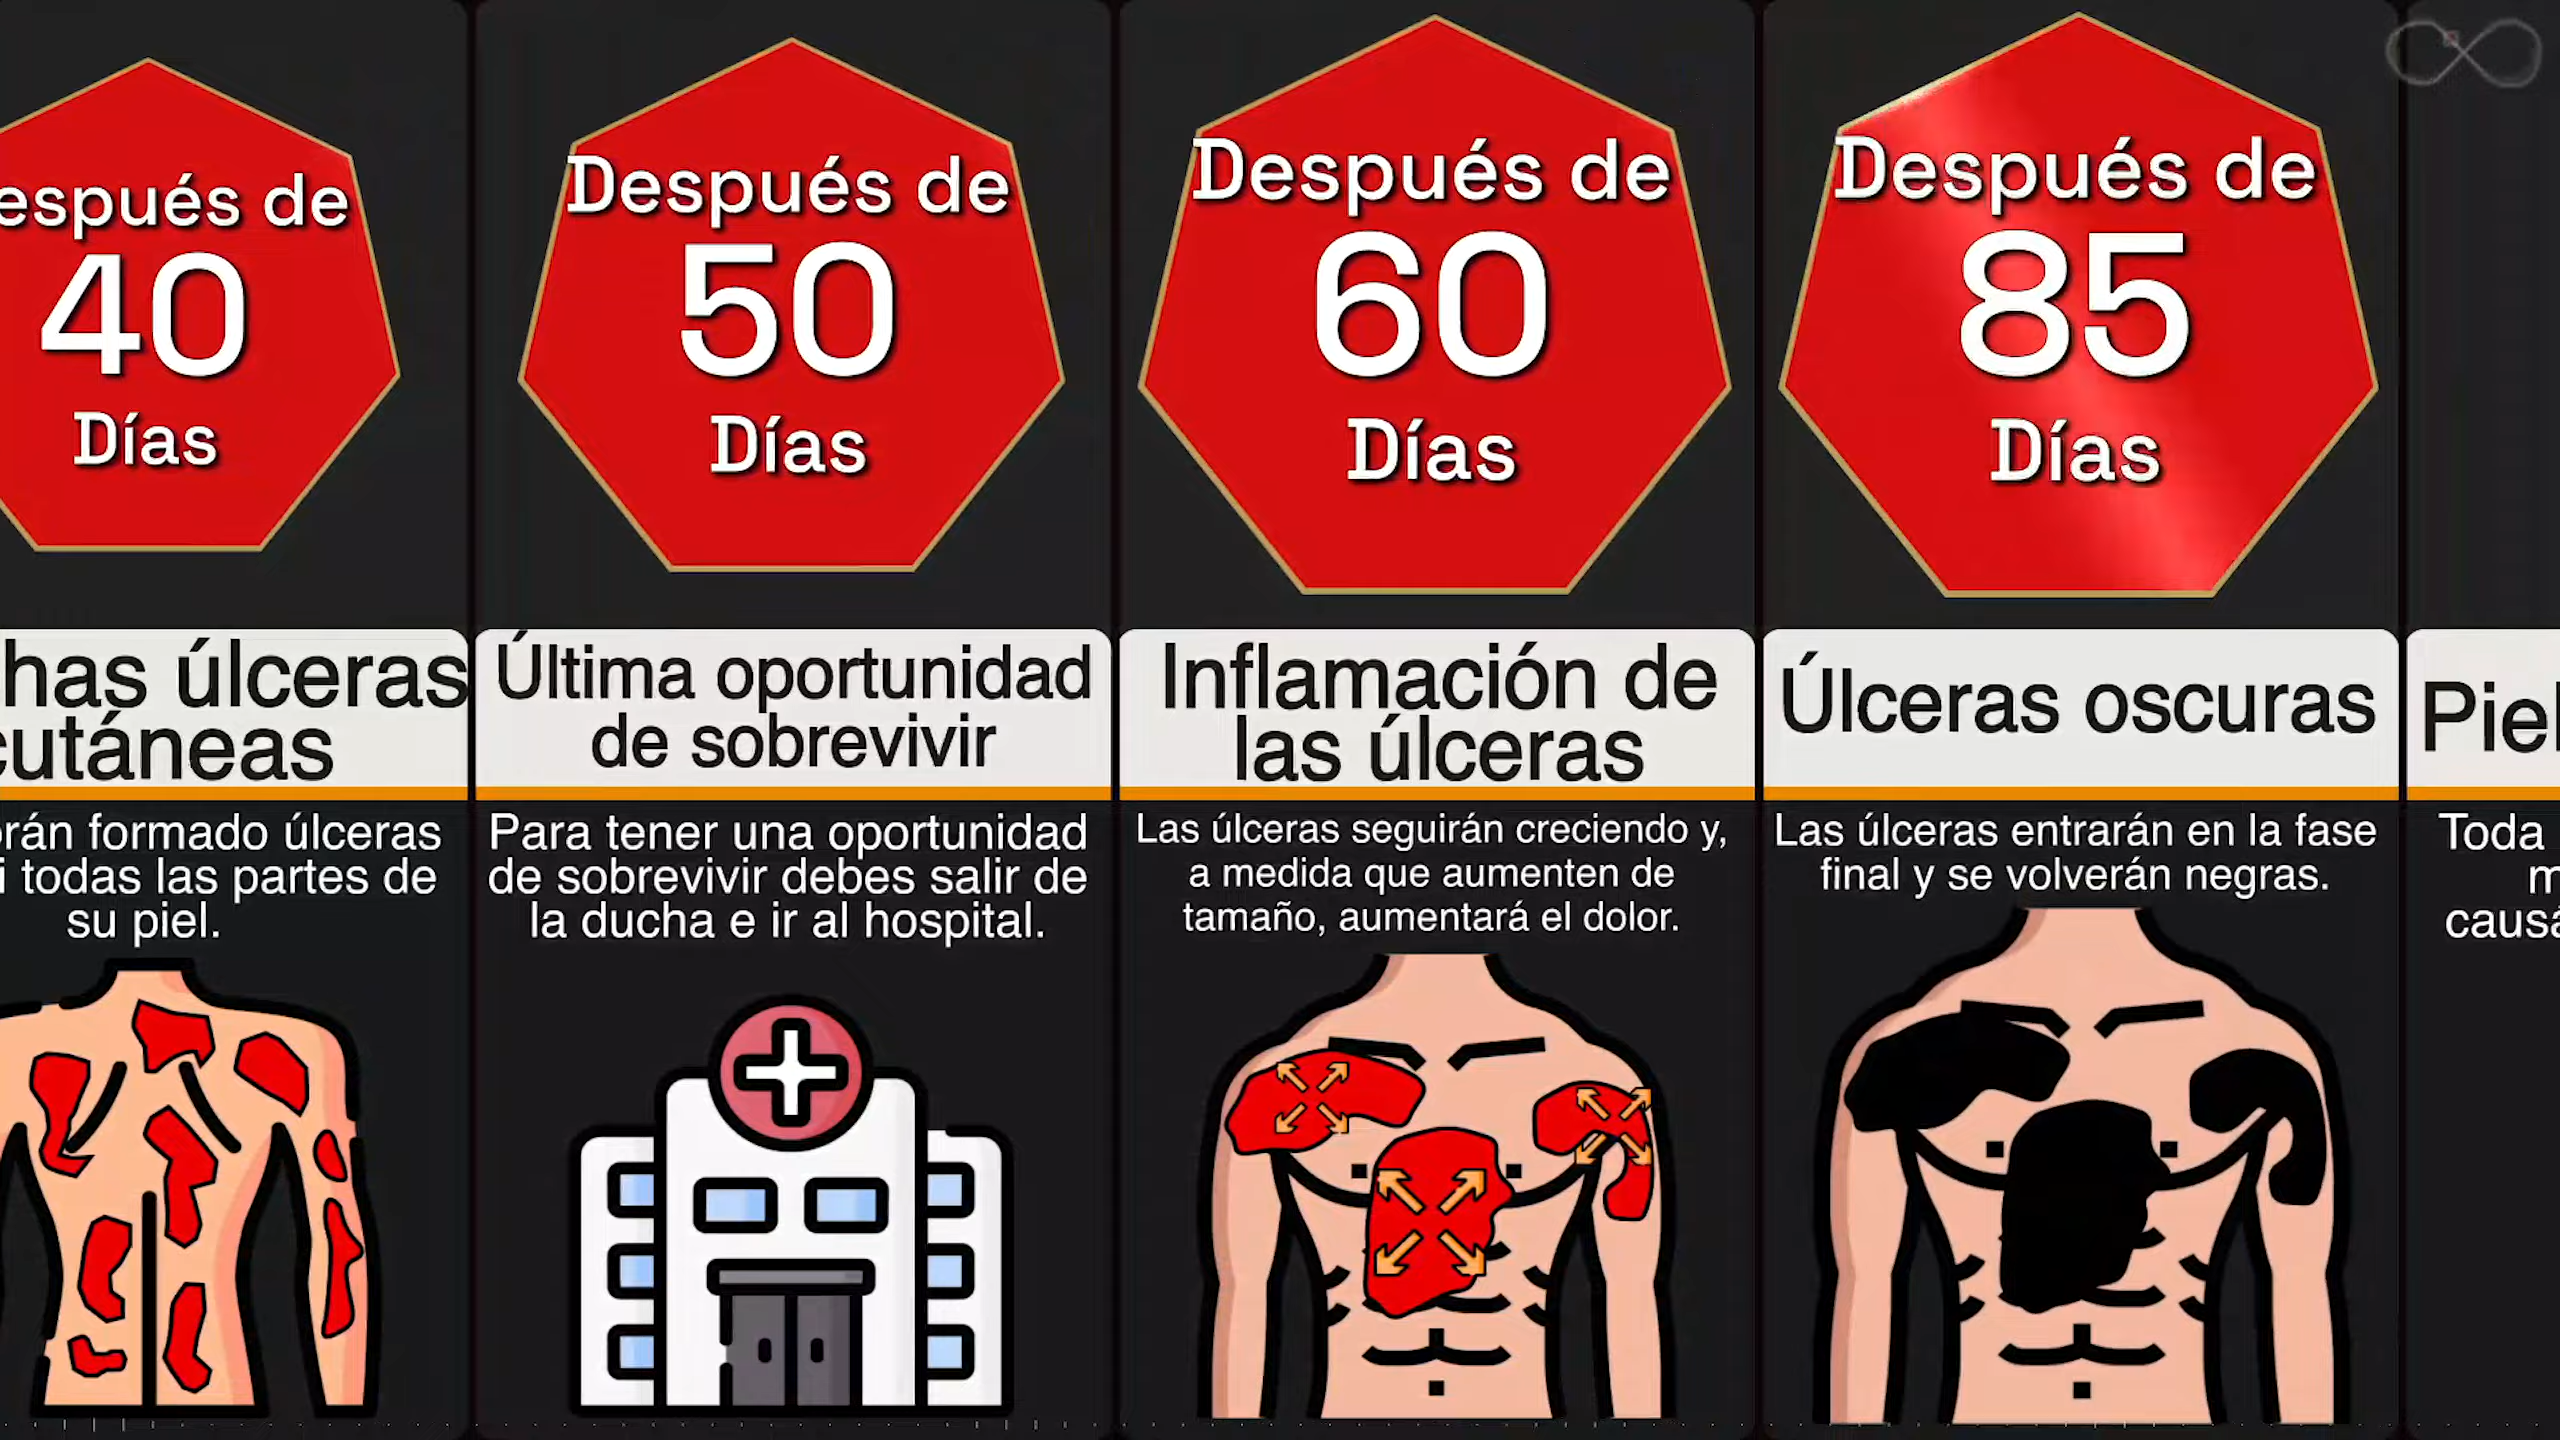 espués de
40
Días
has úlceras
cutáneas
rán formado úlceras
i todas las partes de
su piel.
Después de
50
Días
Última oportunidad
de sobrevivir
Para tener una oportunidad
de sobrevivir debes salir de
la ducha e ir al hospital.
Después de
60
Días
Inflamación de
las úlceras
Las úlceras seguirán creciendo y,
a medida que aumenten de
tamaño, aumentará el dolor.
Después de
85
Días
Úlceras oscuras
Las úlceras entrarán en la fase
final y se volverán negras.
Piel
Toda
m
causá